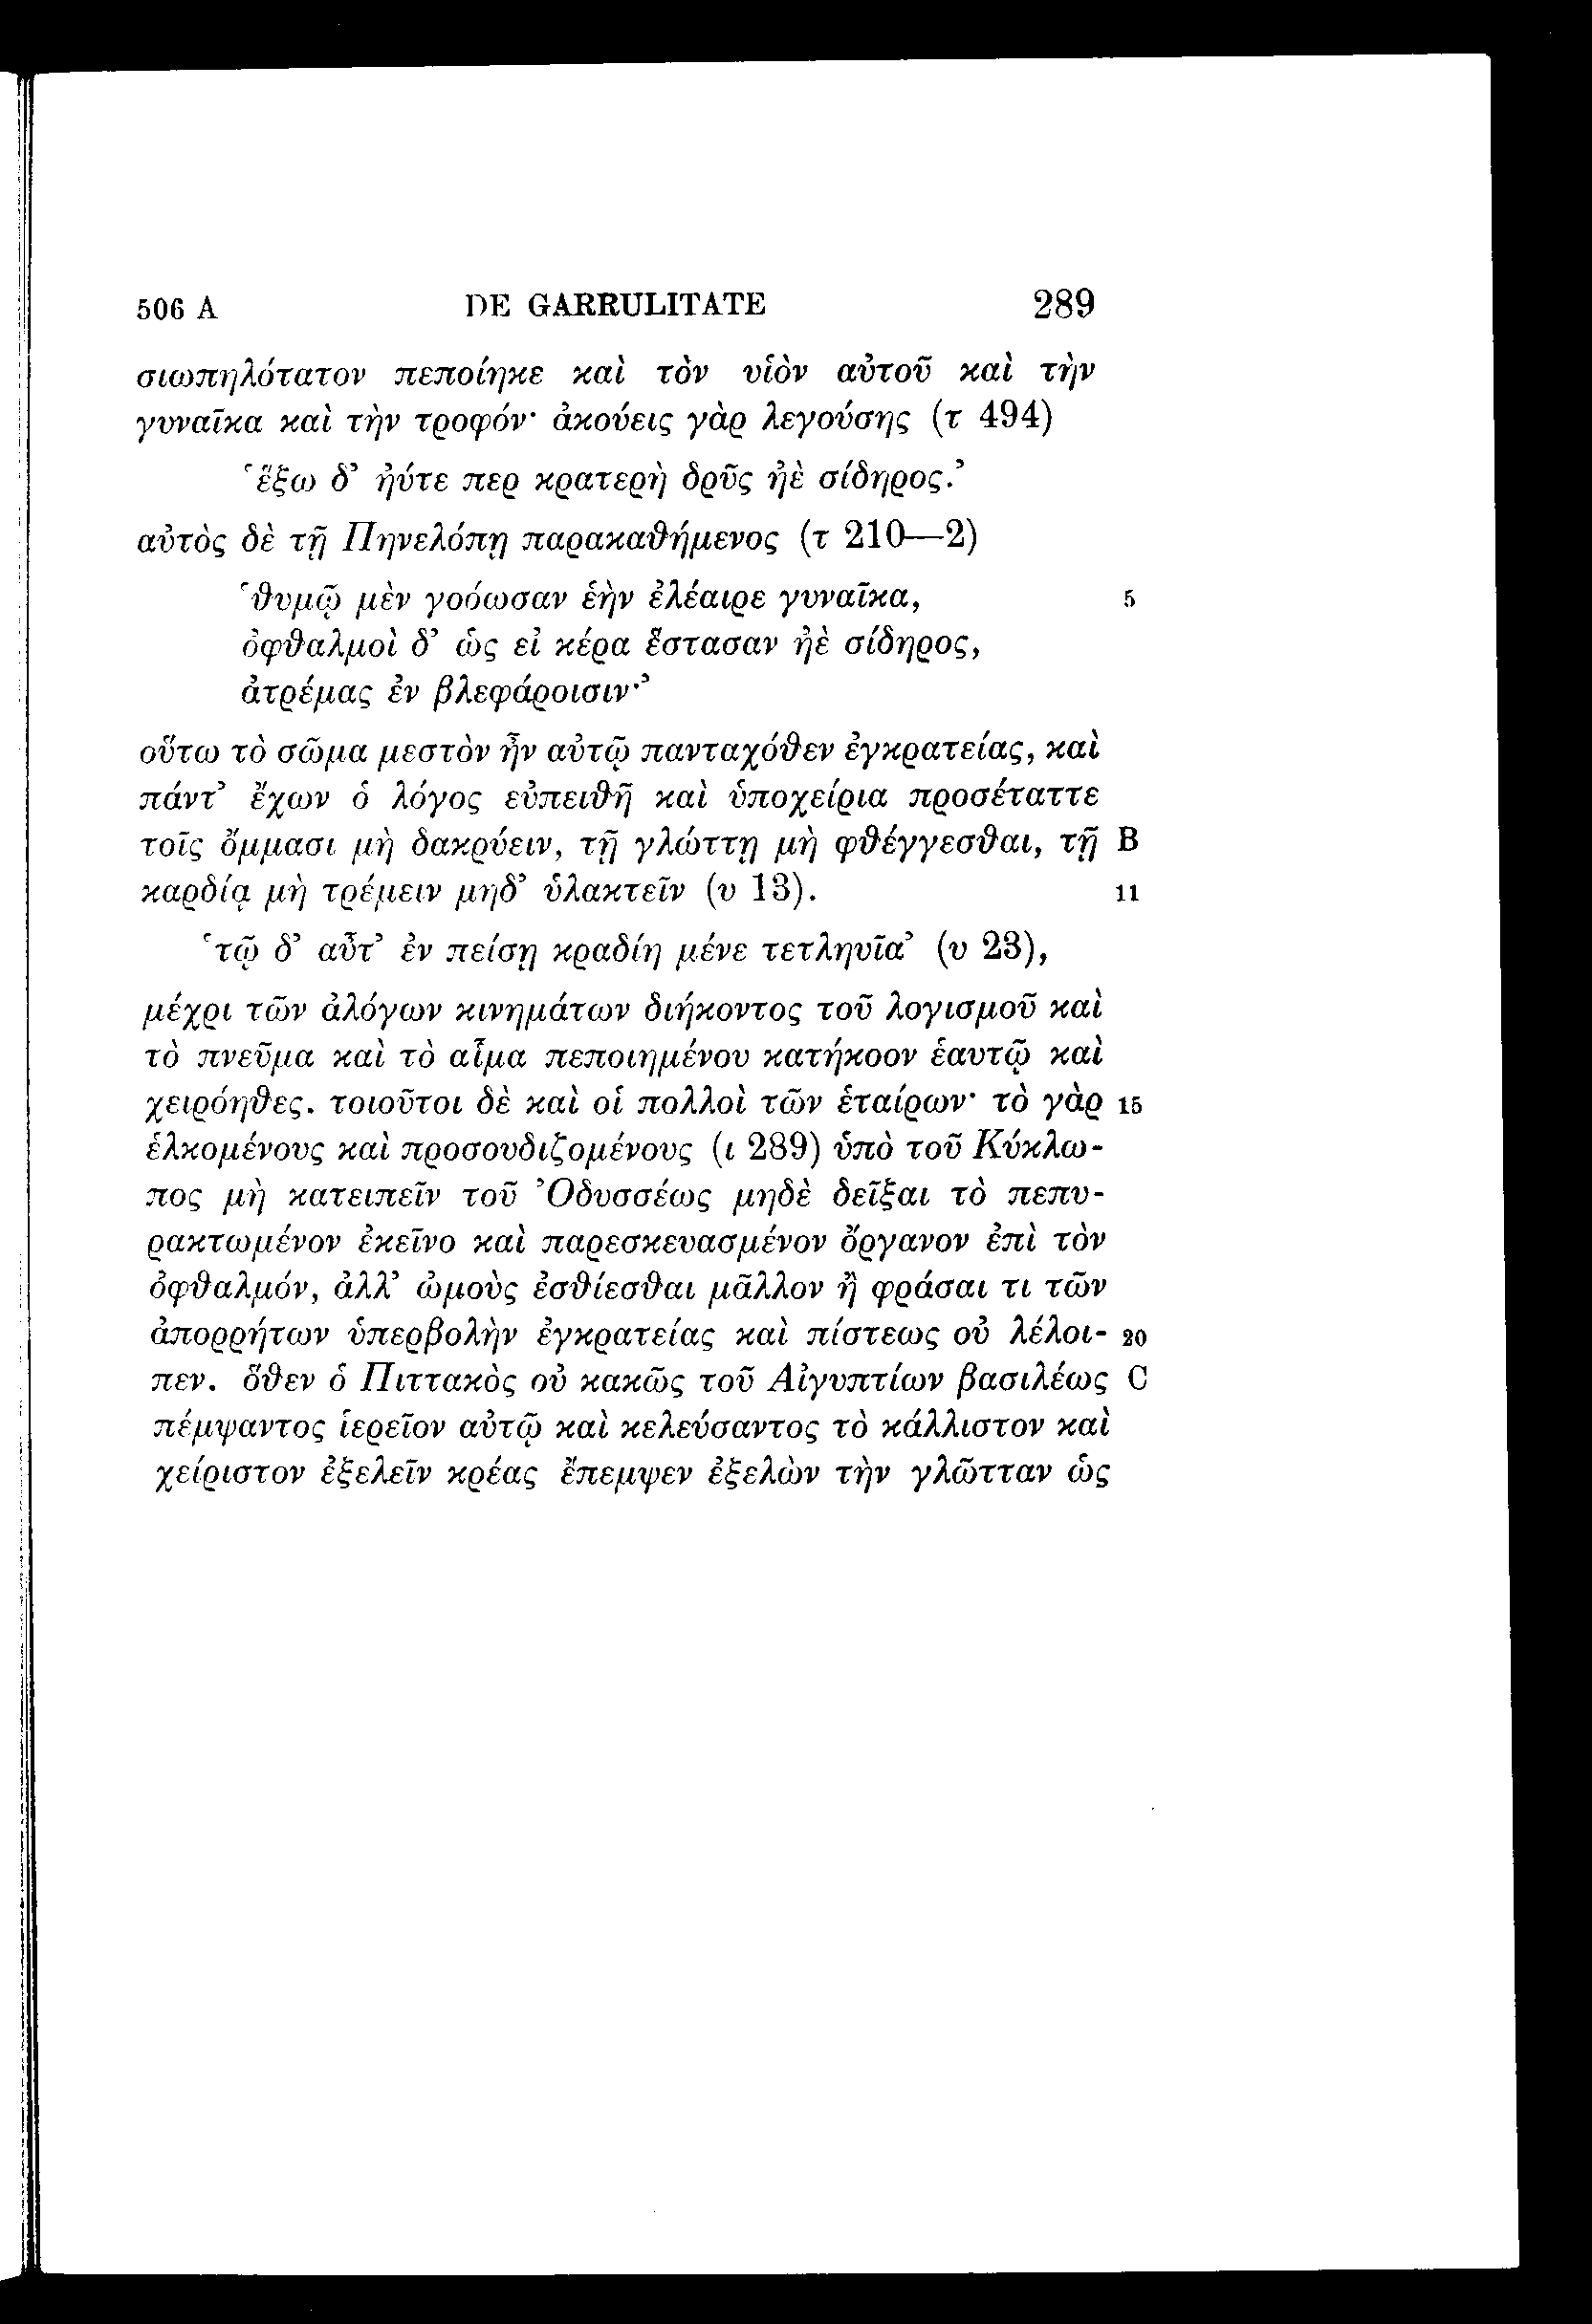 506 A DE GARRULITATE 289
σιωπηλότατον πεποίηκε καὶ τὸν υἱὸν αὐτοῦ καὶ τὴν
γυναῖκα καὶ τὴν τροφόν· ἀκούεις γὰρ λεγούσης (τ 494)
‘ἕξω δ’ ἠύτε περ κρατερὴ δρῦς ἠὲ σίδηρος.’
αὐτὸς δὲ τῇ Πηνελόπῃ παρακαθήμενος (τ 210—2)
‘θυμῷ μὲν γοόωσαν ἑὴν ἐλέαιρε γυναῖκα, 5
ὀφθαλμοὶ δ’ ὡς εἰ κέρα ἕστασαν ἠὲ σίδηρος,
ἀτρέμας ἐν βλεφάροισιν·’
οὕτω τὸ σῶμα μεστὸν ἦν αὐτῷ πανταχόθεν ἐγκρατείας, καὶ
πάντ’ ἔχων ὁ λόγος εὐπειθῆ καὶ ὑποχείρια προσέταττε
τοῖς ὄμμασι μὴ δακρύειν, τῇ γλώττῃ μὴ φθέγγεσθαι, τῇ B
καρδίᾳ μὴ τρέμειν μηδ’ ὑλακτεῖν (υ 13). 11
‘τῷ δ’ αὖτ’ ἐν πείσῃ κραδίη μένε τετληυῖα’ (υ 23),
μέχρι τῶν ἀλόγων κινημάτων διήκοντος τοῦ λογισμοῦ καὶ
τὸ πνεῦμα καὶ τὸ αἷμα πεποιημένου κατήκοον ἑαυτῷ καὶ
χειρόηθες. τοιοῦτοι δὲ καὶ οἱ πολλοὶ τῶν ἑταίρων· τὸ γὰρ 15
ἑλκομένους καὶ προσουδιζομένους (ι 289) ὑπὸ τοῦ Κύκλω-
πος μὴ κατειπεῖν τοῦ Ὀδυσσέως μηδὲ δεῖξαι τὸ πεπυ-
ρακτωμένον ἐκεῖνο καὶ παρεσκευασμένον ὄργανον ἐπὶ τὸν
ὀφθαλμόν, ἀλλ’ ὠμοὺς ἐσθίεσθαι μᾶλλον ἢ φράσαι τι τῶν
ἀπορρήτων ὑπερβολὴν ἐγκρατείας καὶ πίστεως οὐ λέλοι- 20
πεν. ὅθεν ὁ Πιττακὸς οὐ κακῶς τοῦ Αἰγυπτίων βασιλέως C
πέμψαντος ἱερεῖον αὐτῷ καὶ κελεύσαντος τὸ κάλλιστον καὶ
χείριστον ἐξελεῖν κρέας ἔπεμψεν ἐξελὼν τὴν γλῶτταν ὡς